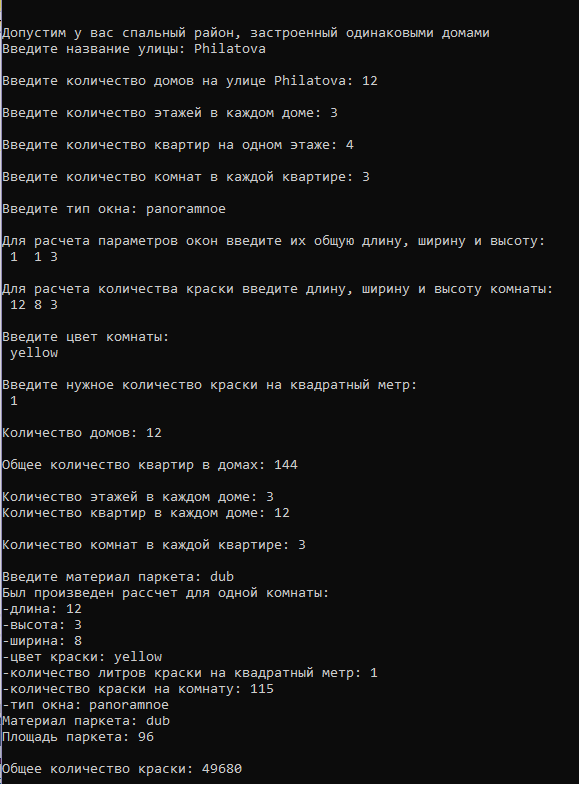 Допустим у вас спальный район, застроенный одинаковыми домами
Введите название улицы: Philatova
Введите количество домов на улице Philatova: 12
Введите количество этажей в каждом доме: 3
Введите количество квартир на одном этаже: 4
Введите количество комнат в каждой квартире: 3
Введите тип окна: panoramnoe
Для расчета параметров окон введите их общую длину, ширину и высоту:
1  1 3
Для расчета количества краски введите длину, ширину и высоту комнаты:
12 8 3
Введите цвет комнаты:
yellow
Введите нужное количество краски на квадратный метр:
1
Количество домов: 12
Общее количество квартир в домах: 144
Количество этажей в каждом доме: 3
Количество квартир в каждом доме: 12
Количество комнат в каждой квартире: 3
Введите материал паркета: dub
Был произведен рассчет для одной комнаты:
-длина: 12
-высота: 3
-ширина: 8
-цвет краски: yellow
-количество литров краски на квадратный метр: 1
-количество краски на комнату: 115
-тип окна: panoramnoe
Материал паркета: dub
Площадь паркета: 96
Общее количество краски: 49680